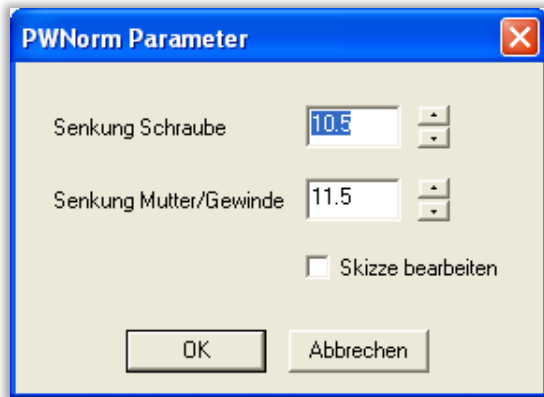 PWNorm Parameter
Senkung Schraube 10.5
Senkung Mutter/Gewinde 11.5
Skizze bearbeiten
OK Abbrechen